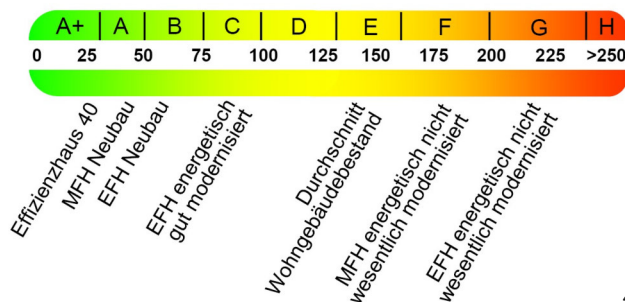 A+ A B C D E F G H
0 25 50 75 100 125 150 175 200 225 >250
Effizienzhaus 40
MFH Neubau
EFH Neubau
EFH energetisch
gut modernisiert
Durchschnitt
Wohngebäudebestand
MFH energetisch nicht
wesentlich modernisiert
EFH energetisch nicht
wesentlich modernisiert